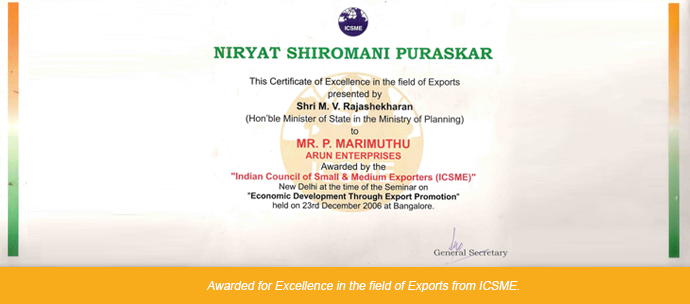 ICSME
NIRYAT SHIROMANI PURASKAR
This Certificate of Excellence in the field of Exports
presented by
Shri M. V. Rajashekharan
(Hon'ble Minister of State in the Ministry of Planning)
to
MR. P. MARIMUTHU
ARUN ENTERPRISES
Awarded by the
"Indian Council of Small & Medium Exporters (ICSME)"
New Delhi at the time of the Seminar on
"Economic Development Through Export Promotion"
held on 23rd December 2006 at Bangalore.
General Secretary
Awarded for Excellence in the field of Exports from ICSME.